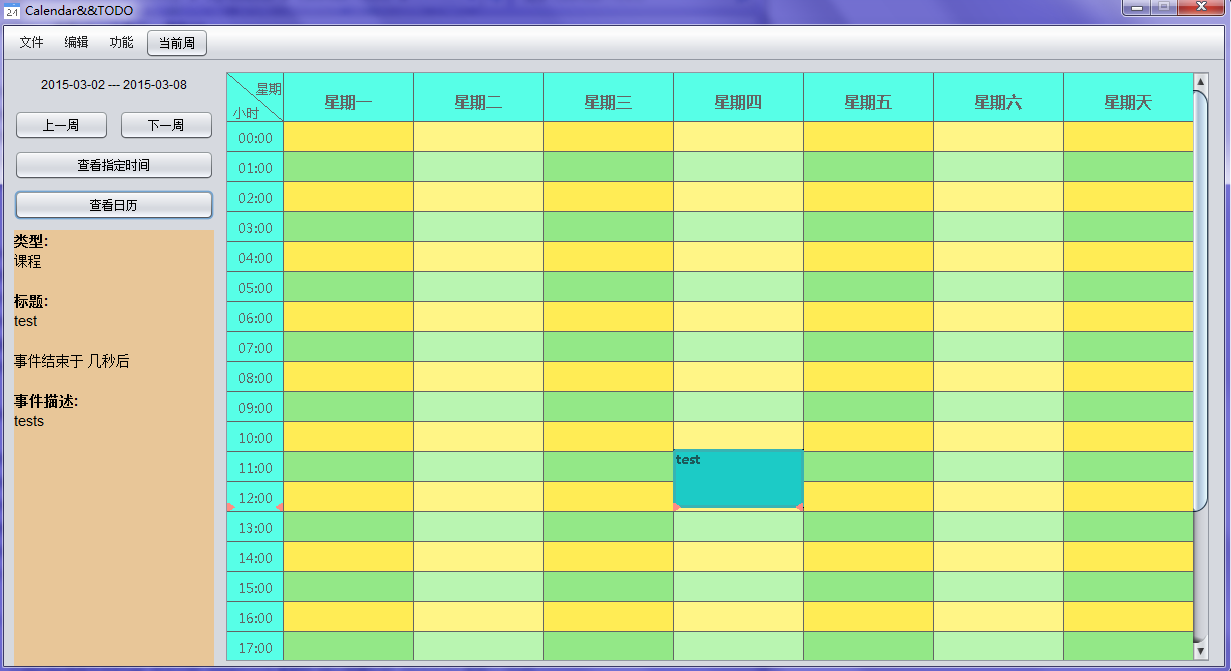 24 Calendar&&TODO
文件 编辑 功能 当前周
2015-03-02 --- 2015-03-08
上一周 下一周
查看指定时间
查看日历
类型:
课程
标题:
test
事件结束于 几秒后
事件描述:
tests
星期
小时
星期一 星期二 星期三 星期四 星期五 星期六 星期天
00:00
01:00
02:00
03:00
04:00
05:00
06:00
07:00
08:00
09:00
10:00
11:00
test
12:00
13:00
14:00
15:00
16:00
17:00